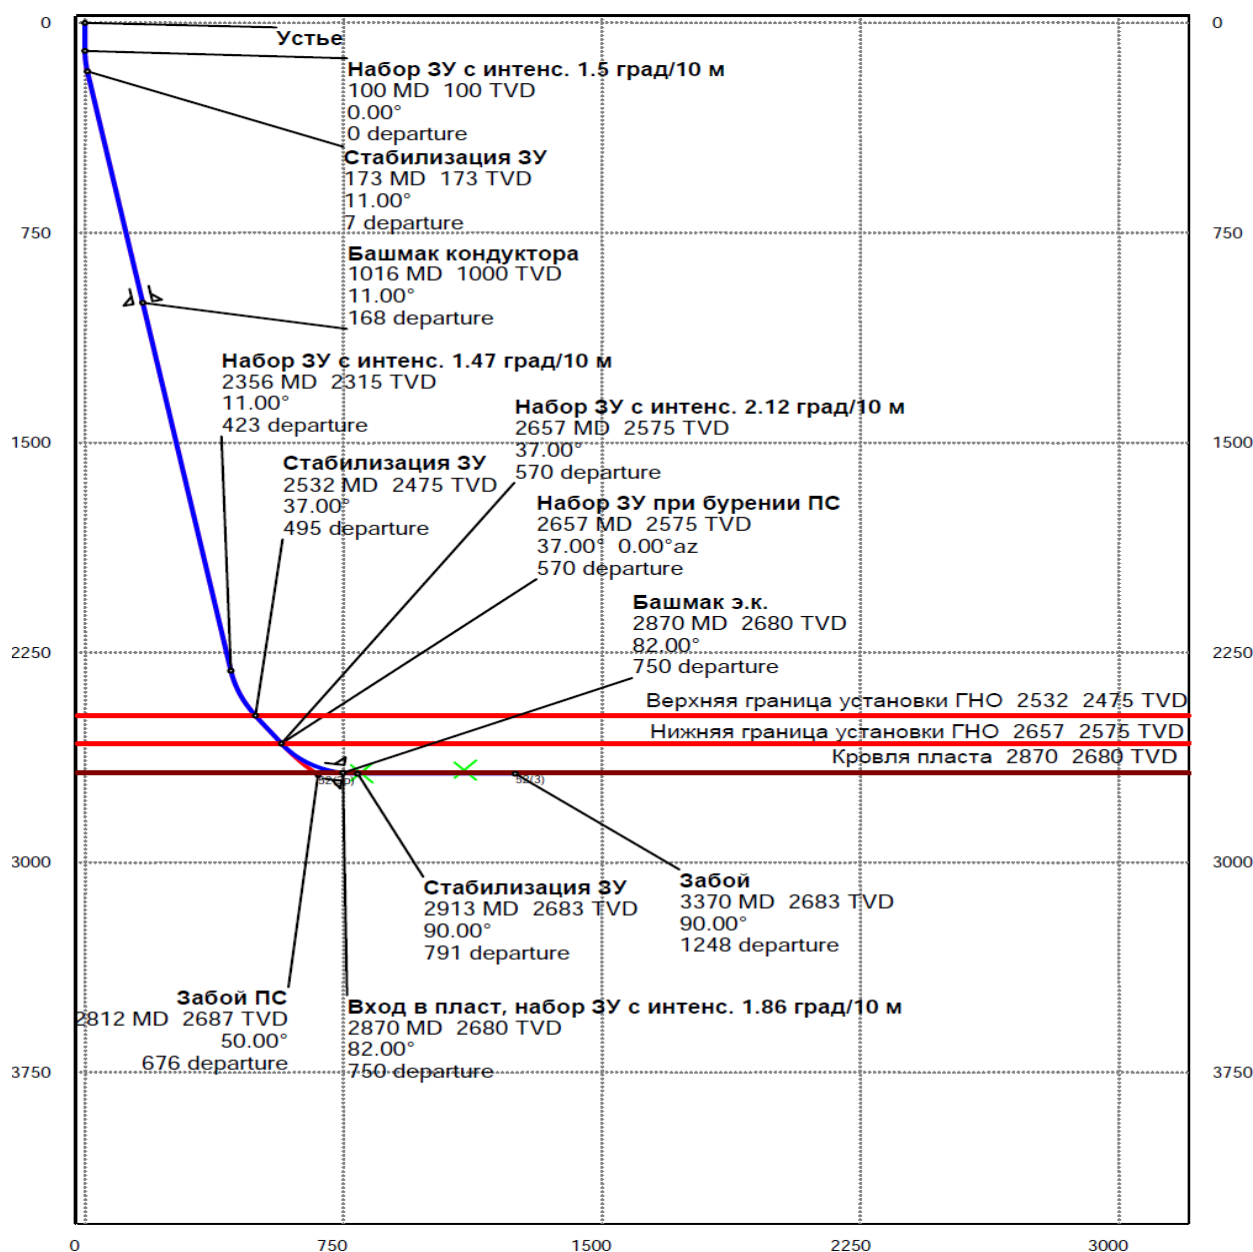 0
0
Устье
Набор ЗУ с интенс. 1.5 град/10 м
100 MD 100 TVD
0.00°
0 departure
Стабилизация ЗУ
173 MD 173 TVD
11.00°
7 departure
750
750
Башмак кондуктора
1016 MD 1000 TVD
11.00°
168 departure
Набор ЗУ с интенс. 1.47 град/10 м
2356 MD 2315 TVD
11.00°
423 departure
Набор ЗУ с интенс. 2.12 град/10 м
2657 MD 2575 TVD
37.00°
570 departure
1500
1500
Стабилизация ЗУ
2532 MD 2475 TVD
37.00°
495 departure
Набор ЗУ при бурении ПС
2657 MD 2575 TVD
37.00° 0.00°az
570 departure
Башмак э.к.
2870 MD 2680 TVD
82.00°
750 departure
2250
2250
Верхняя граница установки ГНО 2532 2475 TVD
Нижняя граница установки ГНО 2657 2575 TVD
Кровля пласта 2870 2680 TVD
52(3)
3000
3000
Стабилизация ЗУ
2913 MD 2683 TVD
90.00°
791 departure
Забой
3370 MD 2683 TVD
90.00°
1248 departure
Забой ПС
2812 MD 2687 TVD
50.00°
676 departure
Вход в пласт, набор ЗУ с интенс. 1.86 град/10 м
2870 MD 2680 TVD
82.00°
750 departure
3750
3750
0
750
1500
2250
3000